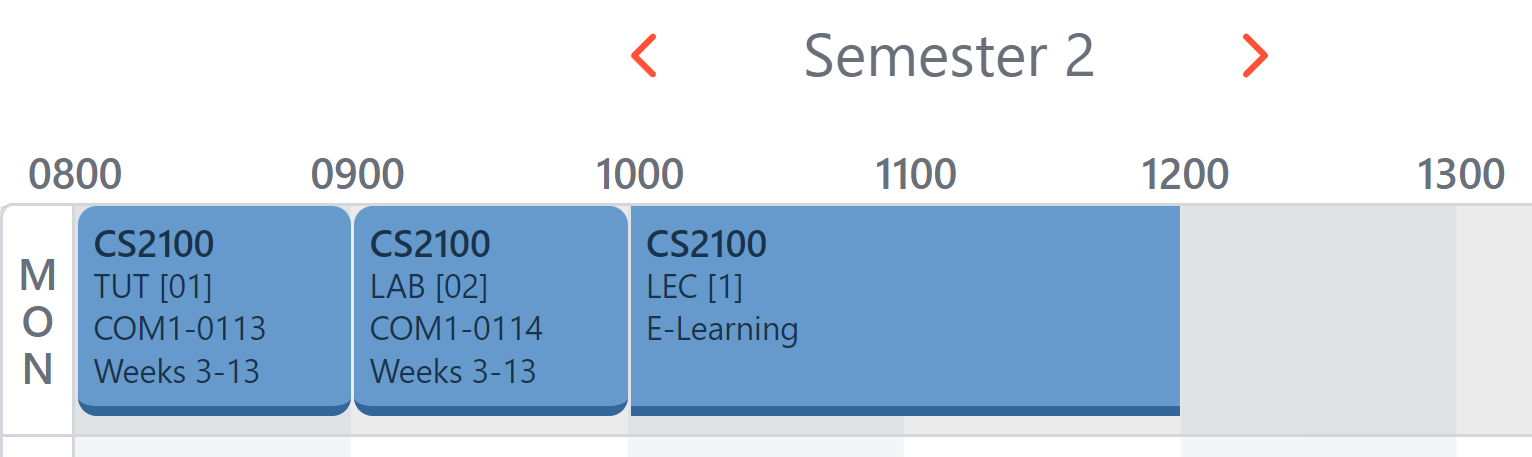 Semester 2
0800 0900 1000 1100 1200 1300
MON
CS2100
TUT [01]
COM1-0113
Weeks 3-13
CS2100
LAB [02]
COM1-0114
Weeks 3-13
CS2100
LEC [1]
E-Learning